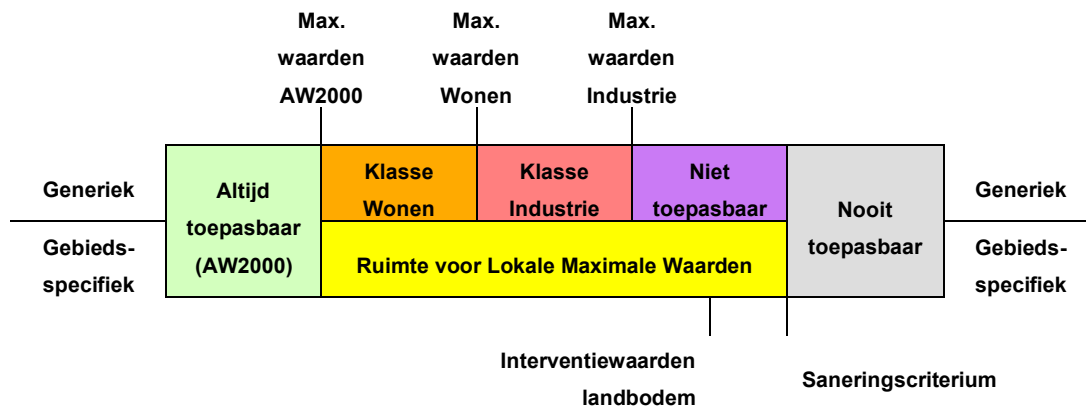 Max.
waarden
AW2000
Max.
waarden
Wonen
Max.
waarden
Industrie
Generiek
Gebieds-
specifiek
Altijd
toepasbaar
(AW2000)
Klasse
Wonen
Klasse
Industrie
Niet
toepasbaar
Ruimte voor Lokale Maximale Waarden
Nooit
toepasbaar
Generiek
Gebieds-
specifiek
Interventiewaarden
landbodem
Saneringscriterium